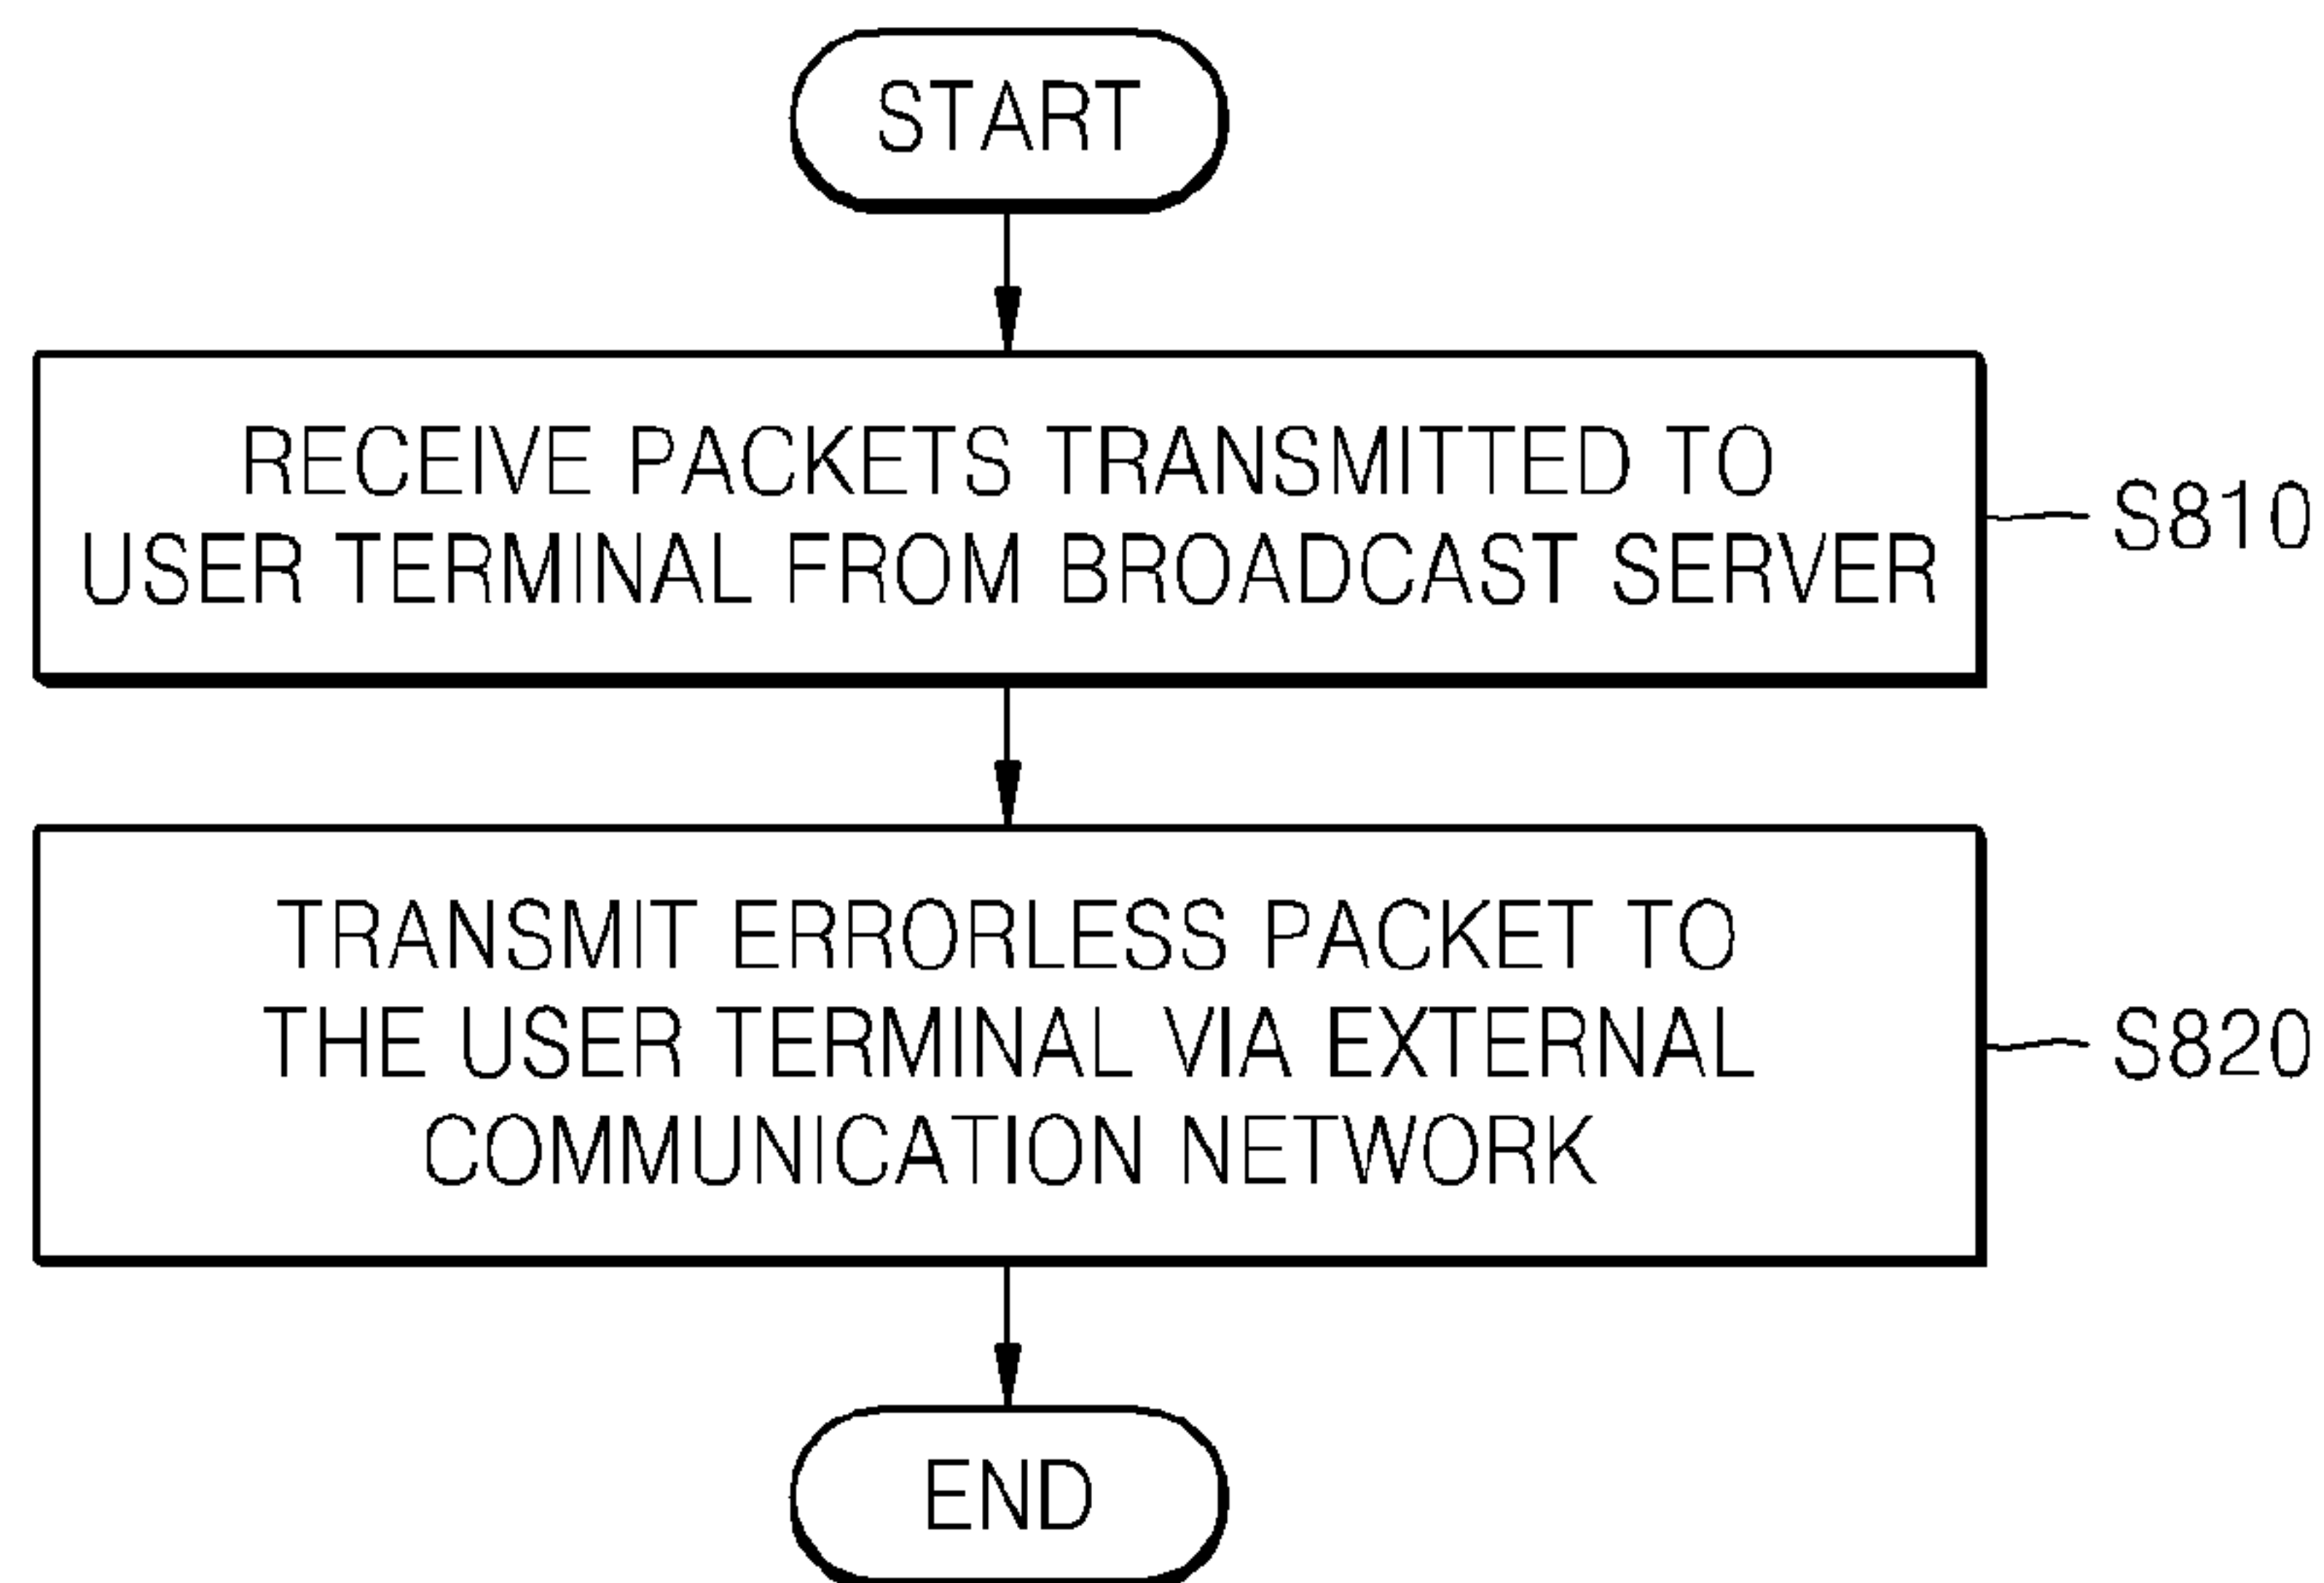 START
RECEIVE PACKETS TRANSMITTED TO
USER TERMINAL FROM BROADCAST SERVER
S810
TRANSMIT ERRORLESS PACKET TO
THE USER TERMINAL VIA EXTERNAL
COMMUNICATION NETWORK
S820
END